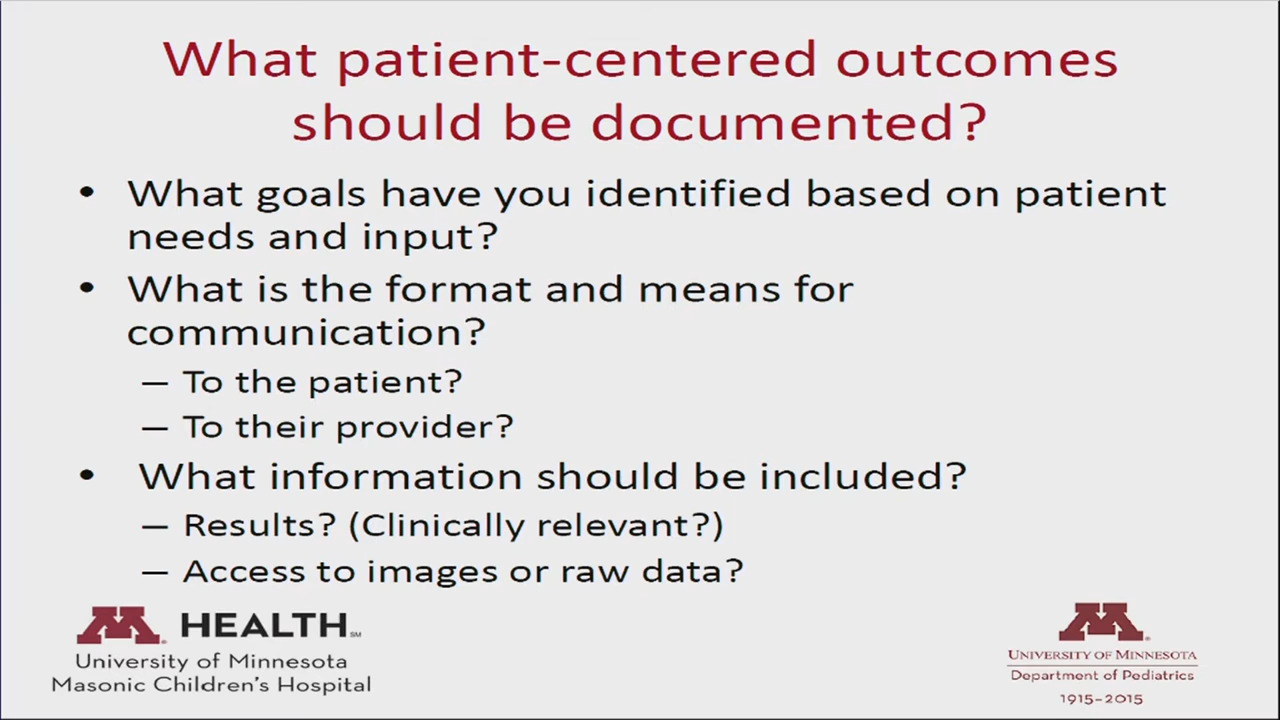 What patient-centered outcomes
should be documented?
• What goals have you identified based on patient
needs and input?
• What is the format and means for
communication?
– To the patient?
– To their provider?
• What information should be included?
– Results? (Clinically relevant?)
– Access to images or raw data?
M HEALTH SM
University of Minnesota
Masonic Children's Hospital
M
UNIVERSITY OF MINNESOTA
Department of Pediatrics
1915–2015